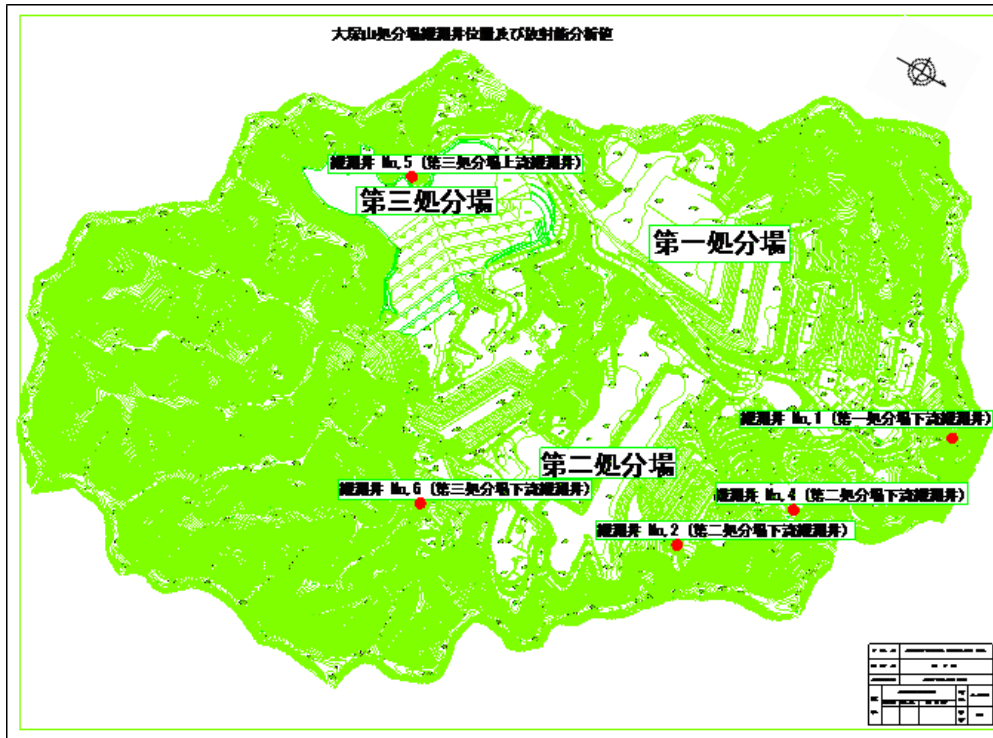 大塚山処分場観測井位置及び放射能分析値
観測井 No.5 (第三処分場上流観測井)
第三処分場
第一処分場
観測井 No.1 (第一処分場下流観測井)
第二処分場
観測井 No.6 (第三処分場下流観測井)
観測井 No.4 (第二処分場下流観測井)
観測井 No.2 (第二処分場下流観測井)